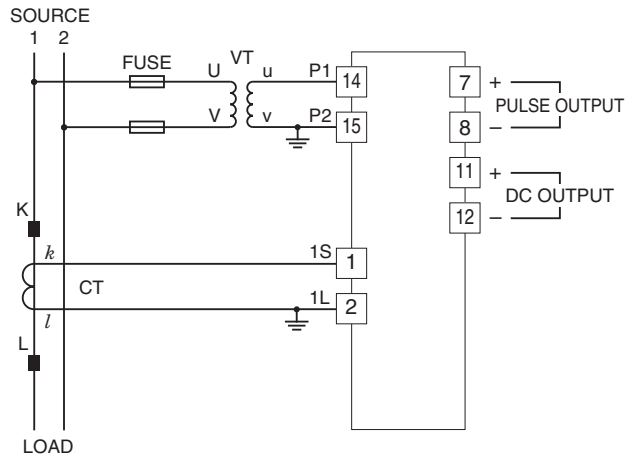 SOURCE
1 2
FUSE
VT
U
u
P1
14
V
v
P2
15
7 +
PULSE OUTPUT
8 −
11 +
DC OUTPUT
12 −
K
k
1S
1
CT
l
1L
2
L
LOAD